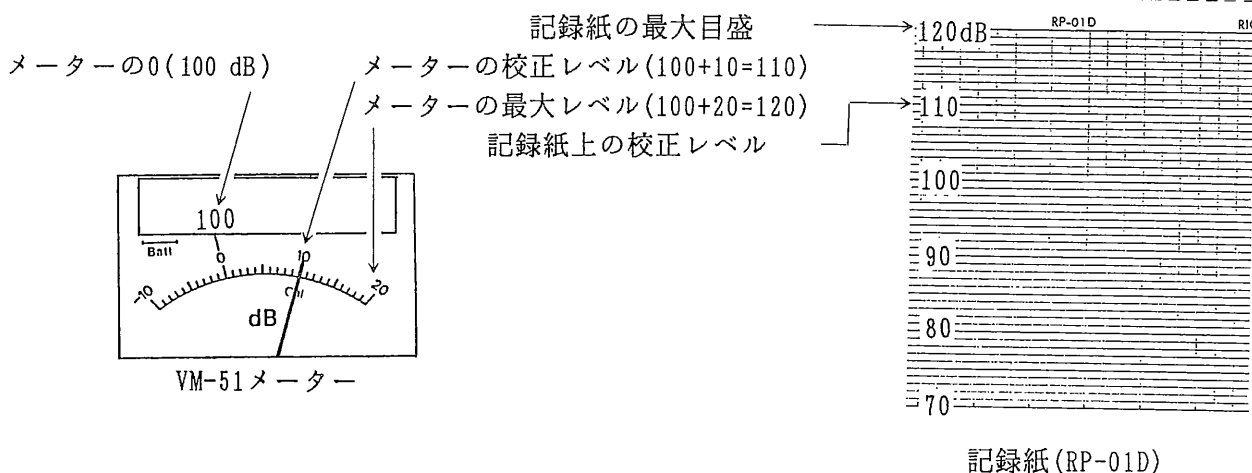 記録紙の最大目盛
メーターの0(100 dB)
メーターの校正レベル(100+10=110)
メーターの最大レベル(100+20=120)
記録紙上の校正レベル
100
Batt
-10 0 10 20
Cal
dB
VM-51メーター
RP-01D
120dB
110
100
90
80
70
記録紙(RP-01D)